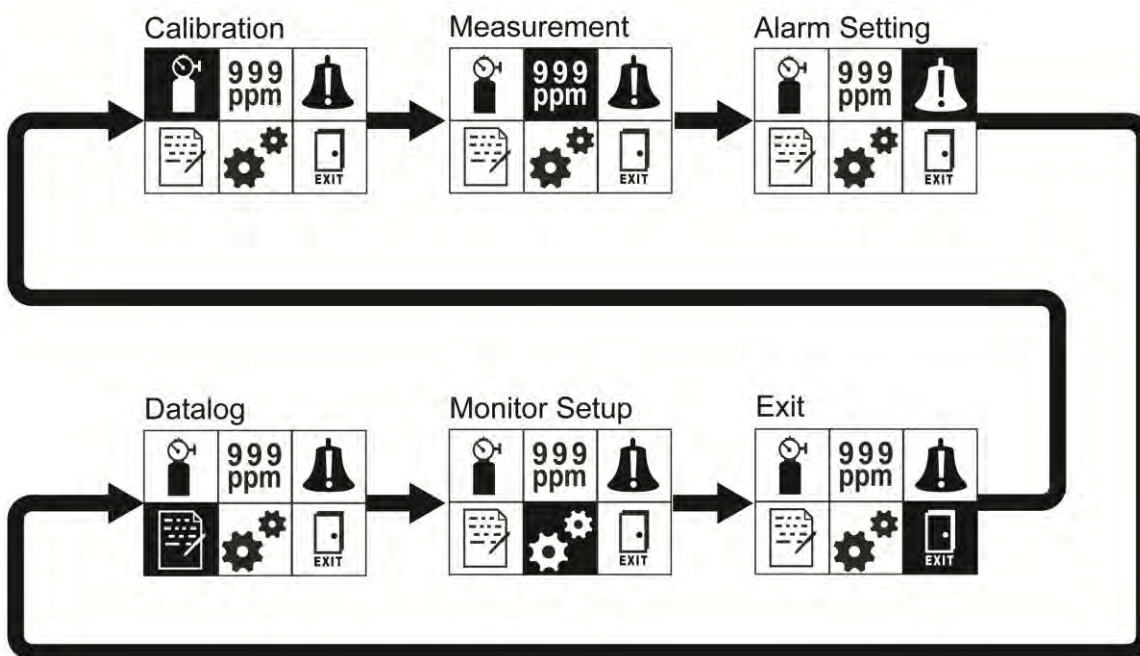 Calibration
Measurement
Alarm Setting
999
ppm
EXIT
999
ppm
EXIT
999
ppm
EXIT
Datalog
Monitor Setup
Exit
999
ppm
EXIT
999
ppm
EXIT
999
ppm
EXIT